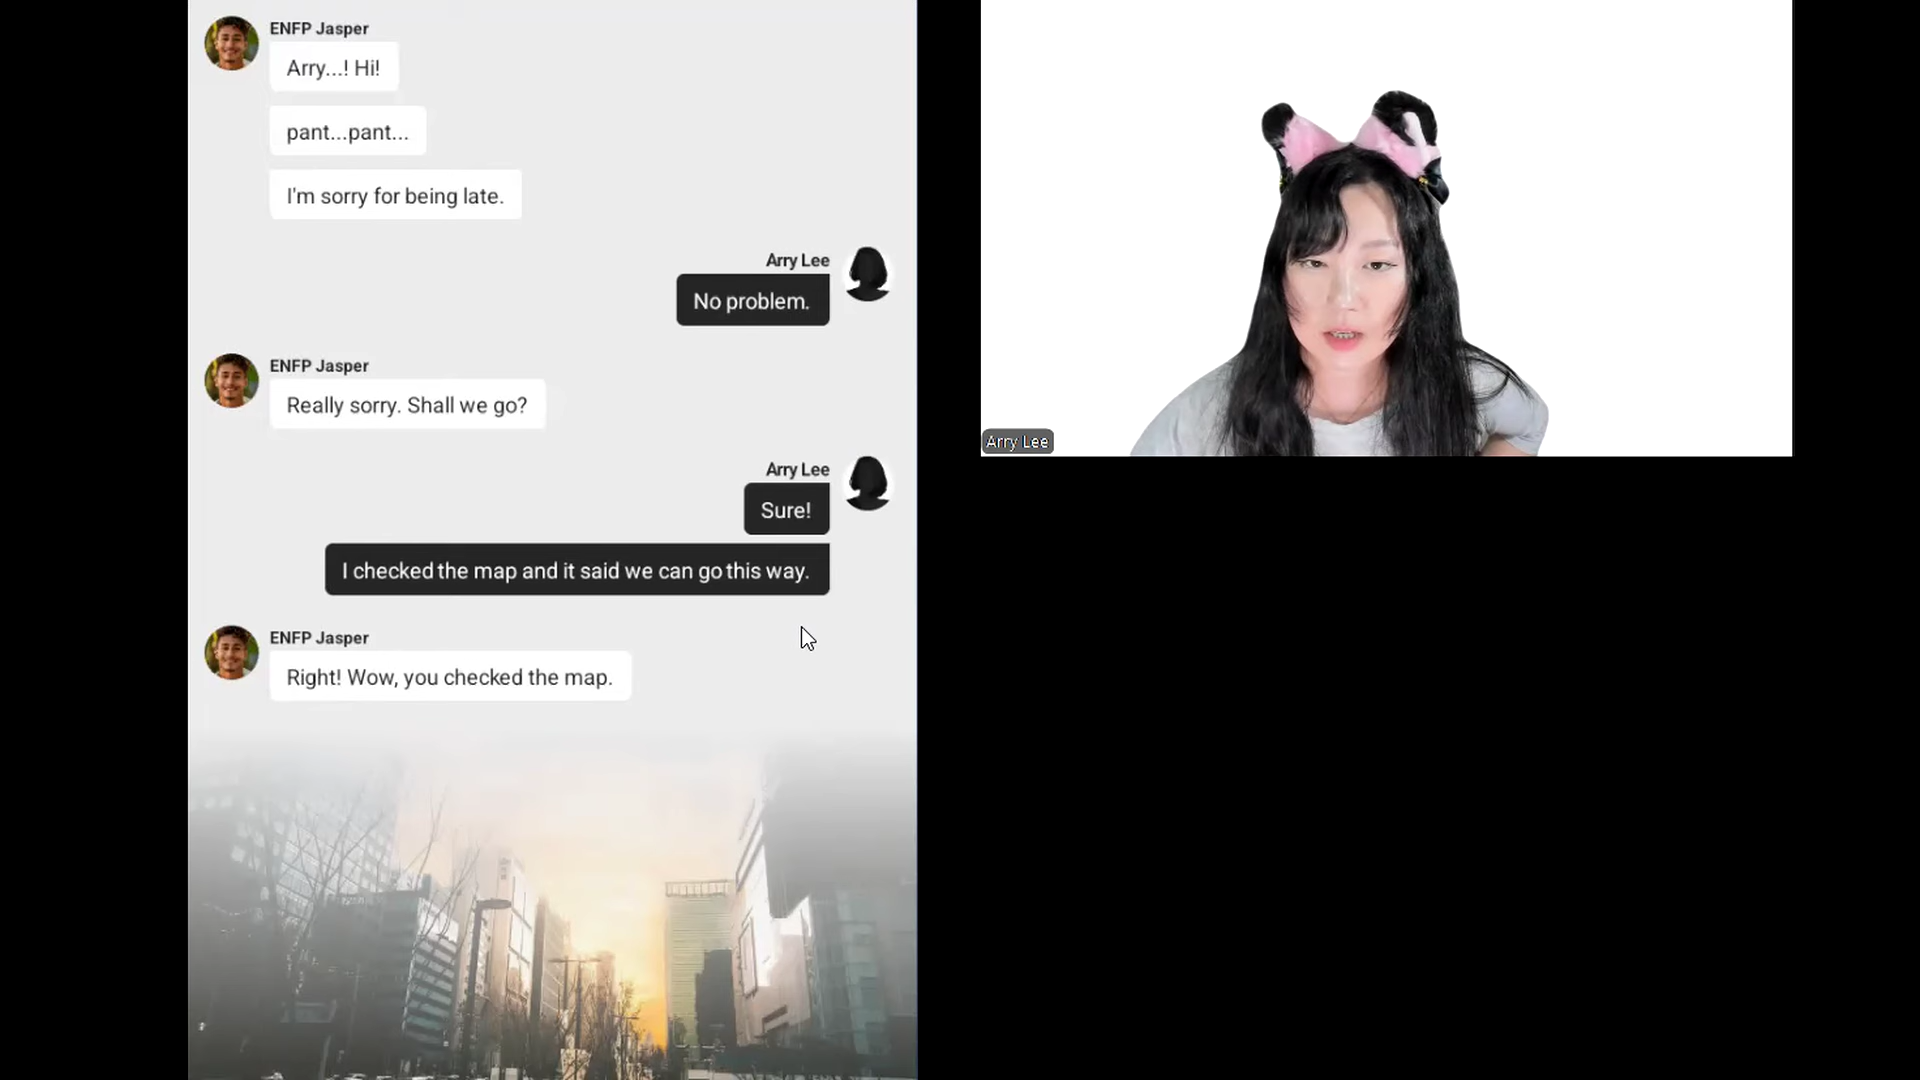 ENFP Jasper
Arry...! Hi!
pant...pant...
I'm sorry for being late.
Arry Lee
No problem.
ENFP Jasper
Really sorry. Shall we go?
Arry Lee
Sure!
I checked the map and it said we can go this way.
ENFP Jasper
Right! Wow, you checked the map.
Arry Lee